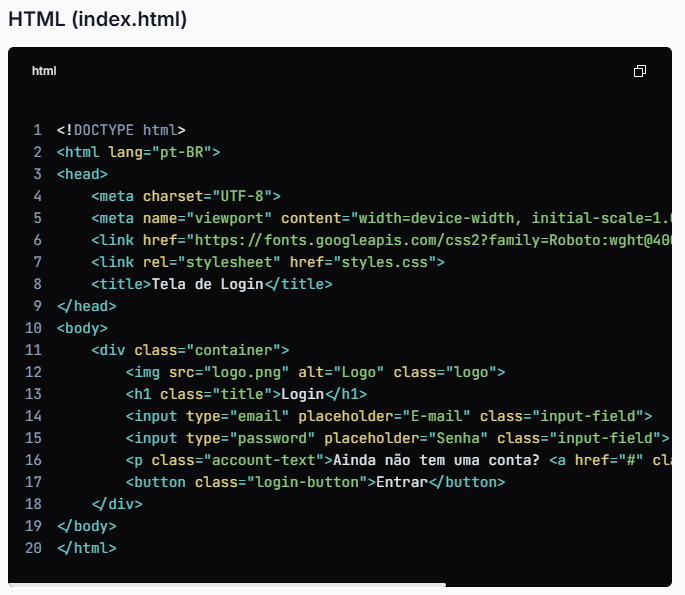 HTML (index.html)
html
1 <!DOCTYPE html>
2 <html lang="pt-BR">
3 <head>
4     <meta charset="UTF-8">
5     <meta name="viewport" content="width=device-width, initial-scale=1.0
6     <link href="https://fonts.googleapis.com/css2?family=Roboto:wght@400
7     <link rel="stylesheet" href="styles.css">
8     <title>Tela de Login</title>
9 </head>
10 <body>
11     <div class="container">
12         <img src="logo.png" alt="Logo" class="logo">
13         <h1 class="title">Login</h1>
14         <input type="email" placeholder="E-mail" class="input-field">
15         <input type="password" placeholder="Senha" class="input-field">
16         <p class="account-text">Ainda não tem uma conta? <a href="#" cla
17         <button class="login-button">Entrar</button>
18     </div>
19 </body>
20 </html>